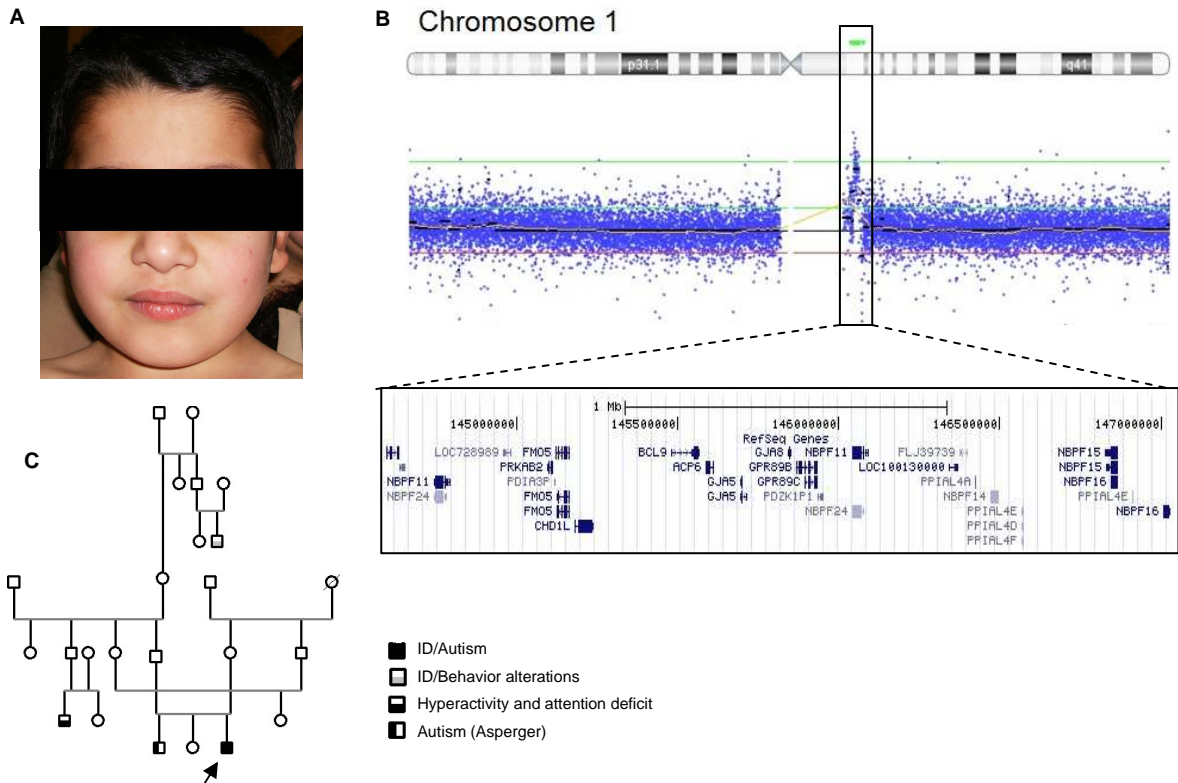 A
B
Chromosome 1
p31.1
q41
1 Mb
145000000
145500000
146000000
146500000
147000000
RefSeq Genes
LOC728989
FMO5
BCL9
GJA8
NBPF11
FLJ39739
NBPF15
PRKAB2
ACP6
GPR89B
LOC100130000
NBPF15
NBPF11
PDIA3P
GJA5
GPR89C
PPIAL4A
NBPF16
NBPF24
FMO5
GJA5
PDZK1P1
NBPF14
PPIAL4E
FMO5
NBPF24
PPIAL4E
NBPF16
CHD1L
PPIAL4D
PPIAL4F
C
ID/Autism
ID/Behavior alterations
Hyperactivity and attention deficit
Autism (Asperger)